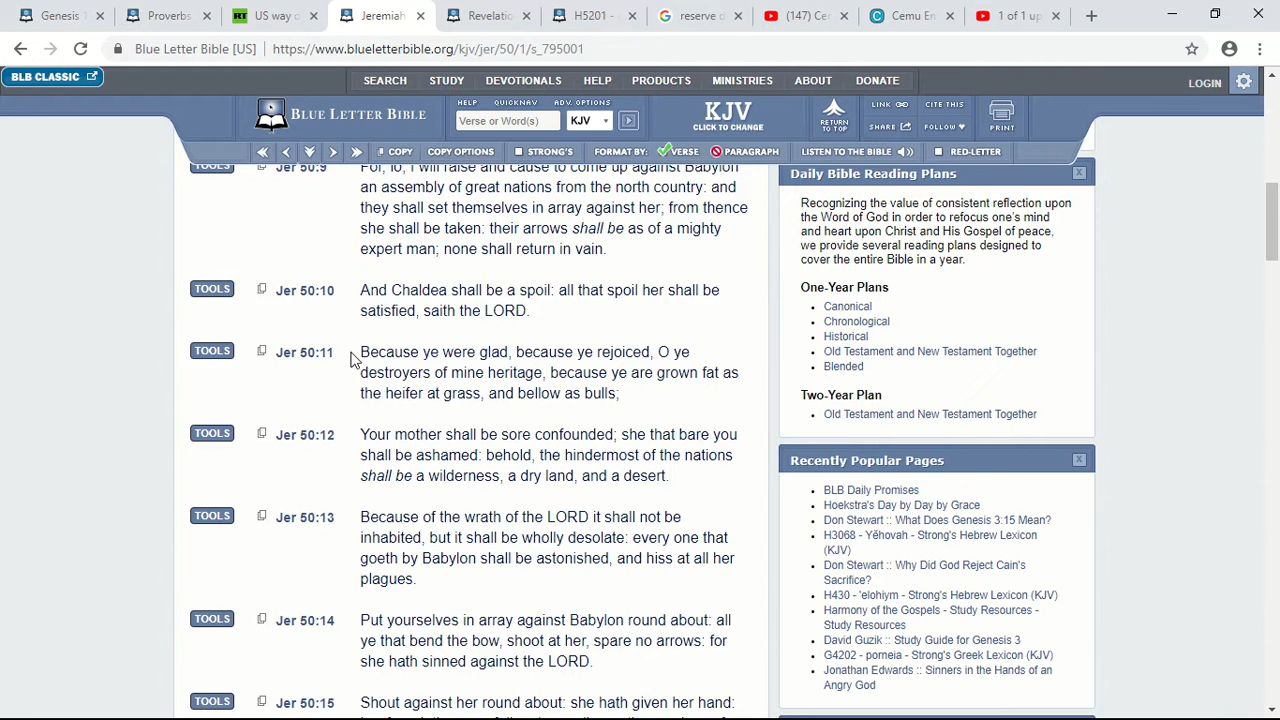 Genesis 1
Proverbs
RT
US way o
Jeremiah
Revelatio
H5201 - 
reserve d
(147) Ce
Cemu En
1 of 1 up
Blue Letter Bible [US]
https://www.blueletterbible.org/kjv/jer/50/1/s_795001
BLB CLASSIC
SEARCH STUDY DEVOTIONALS HELP PRODUCTS MINISTRIES ABOUT DONATE
LOGIN
BLUE LETTER BIBLE
HELP QUICKNAV ADV. OPTIONS
Verse or Word(s)
KJV
KJV
CLICK TO CHANGE
RETURN
TO TOP
LINK
CITE THIS
SHARE
FOLLOW
PRINT
COPY COPY OPTIONS STRONG'S FORMAT BY: VERSE PARAGRAPH LISTEN TO THE BIBLE RED-LETTER
TOOLS Jer 50:9 For, lo, I will raise and cause to come up against Babylon
an assembly of great nations from the north country: and
they shall set themselves in array against her; from thence
she shall be taken: their arrows shall be as of a mighty
expert man; none shall return in vain.
TOOLS Jer 50:10 And Chaldea shall be a spoil: all that spoil her shall be
satisfied, saith the LORD.
TOOLS Jer 50:11 Because ye were glad, because ye rejoiced, O ye
destroyers of mine heritage, because ye are grown fat as
the heifer at grass, and bellow as bulls;
TOOLS Jer 50:12 Your mother shall be sore confounded; she that bare you
shall be ashamed: behold, the hindermost of the nations
shall be a wilderness, a dry land, and a desert.
TOOLS Jer 50:13 Because of the wrath of the LORD it shall not be
inhabited, but it shall be wholly desolate: every one that
goeth by Babylon shall be astonished, and hiss at all her
plagues.
TOOLS Jer 50:14 Put yourselves in array against Babylon round about: all
ye that bend the bow, shoot at her, spare no arrows: for
she hath sinned against the LORD.
TOOLS Jer 50:15 Shout against her round about: she hath given her hand:
Daily Bible Reading Plans
Recognizing the value of consistent reflection upon
the Word of God in order to refocus one's mind
and heart upon Christ and His Gospel of peace,
we provide several reading plans designed to
cover the entire Bible in a year.
One-Year Plans
• Canonical
• Chronological
• Historical
• Old Testament and New Testament Together
• Blended
Two-Year Plan
• Old Testament and New Testament Together
Recently Popular Pages
• BLB Daily Promises
• Hoekstra's Day by Day by Grace
• Don Stewart :: What Does Genesis 3:15 Mean?
• H3068 - Yĕhovah - Strong's Hebrew Lexicon
(KJV)
• Don Stewart :: Why Did God Reject Cain's
Sacrifice?
• H430 - 'elohiym - Strong's Hebrew Lexicon (KJV)
• Harmony of the Gospels - Study Resources -
Study Resources
• David Guzik :: Study Guide for Genesis 3
• G4202 - porneia - Strong's Greek Lexicon (KJV)
• Jonathan Edwards :: Sinners in the Hands of an
Angry God